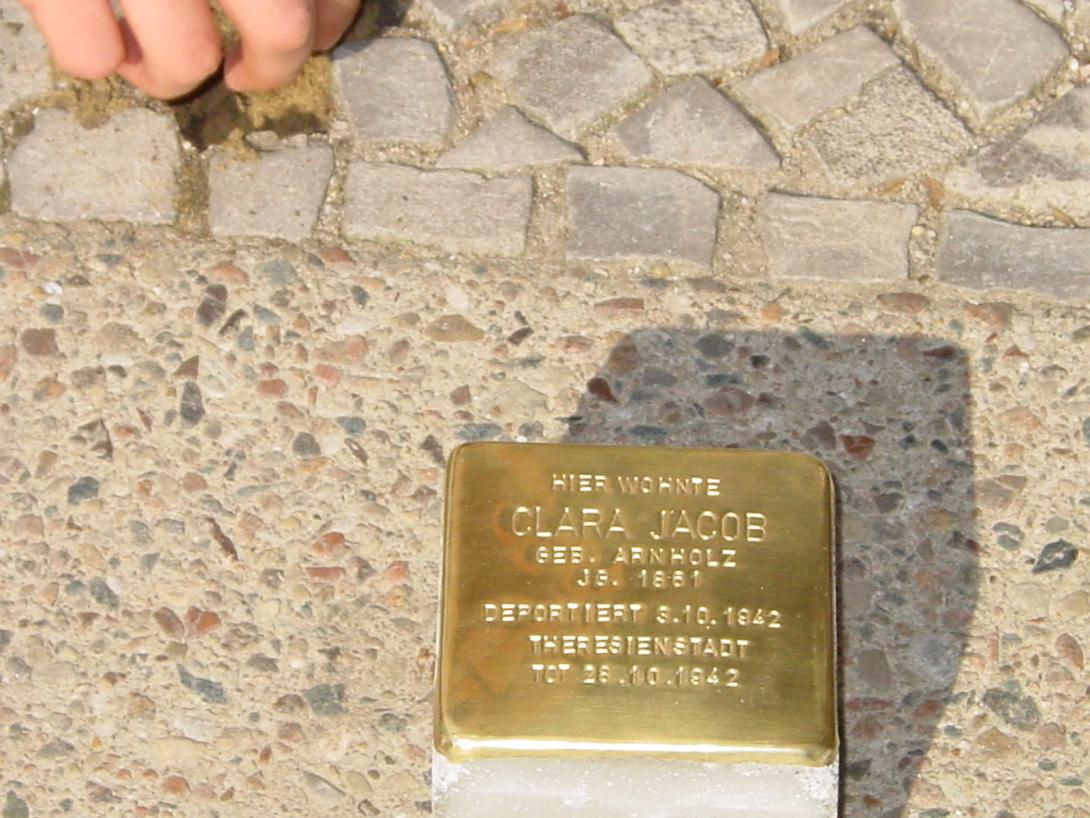 HIER WOHNTE
CLARA JACOB
GEB. ARNHOLZ
JG. 1861
DEPORTIERT 3.10.1942
THERESIENSTADT
TOT 26.10.1942